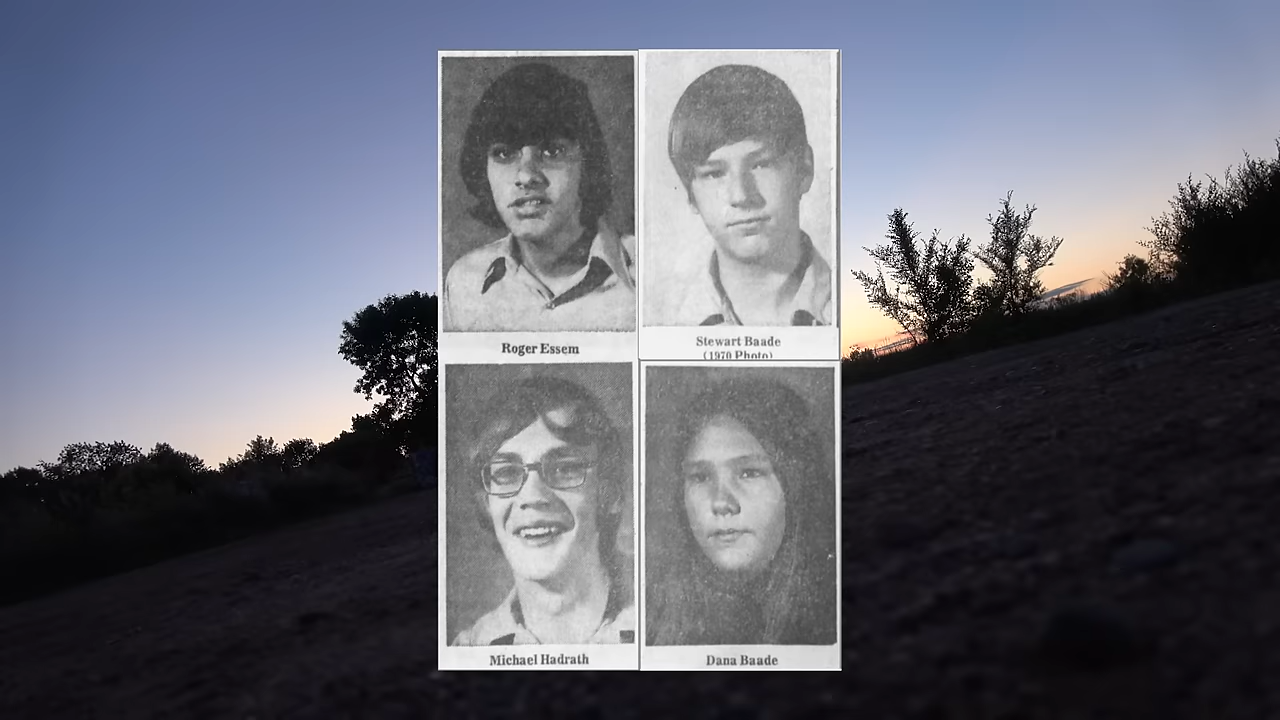 Roger Essem
Stewart Baade
(1970 Photo)
Michael Hadrath
Dana Baade